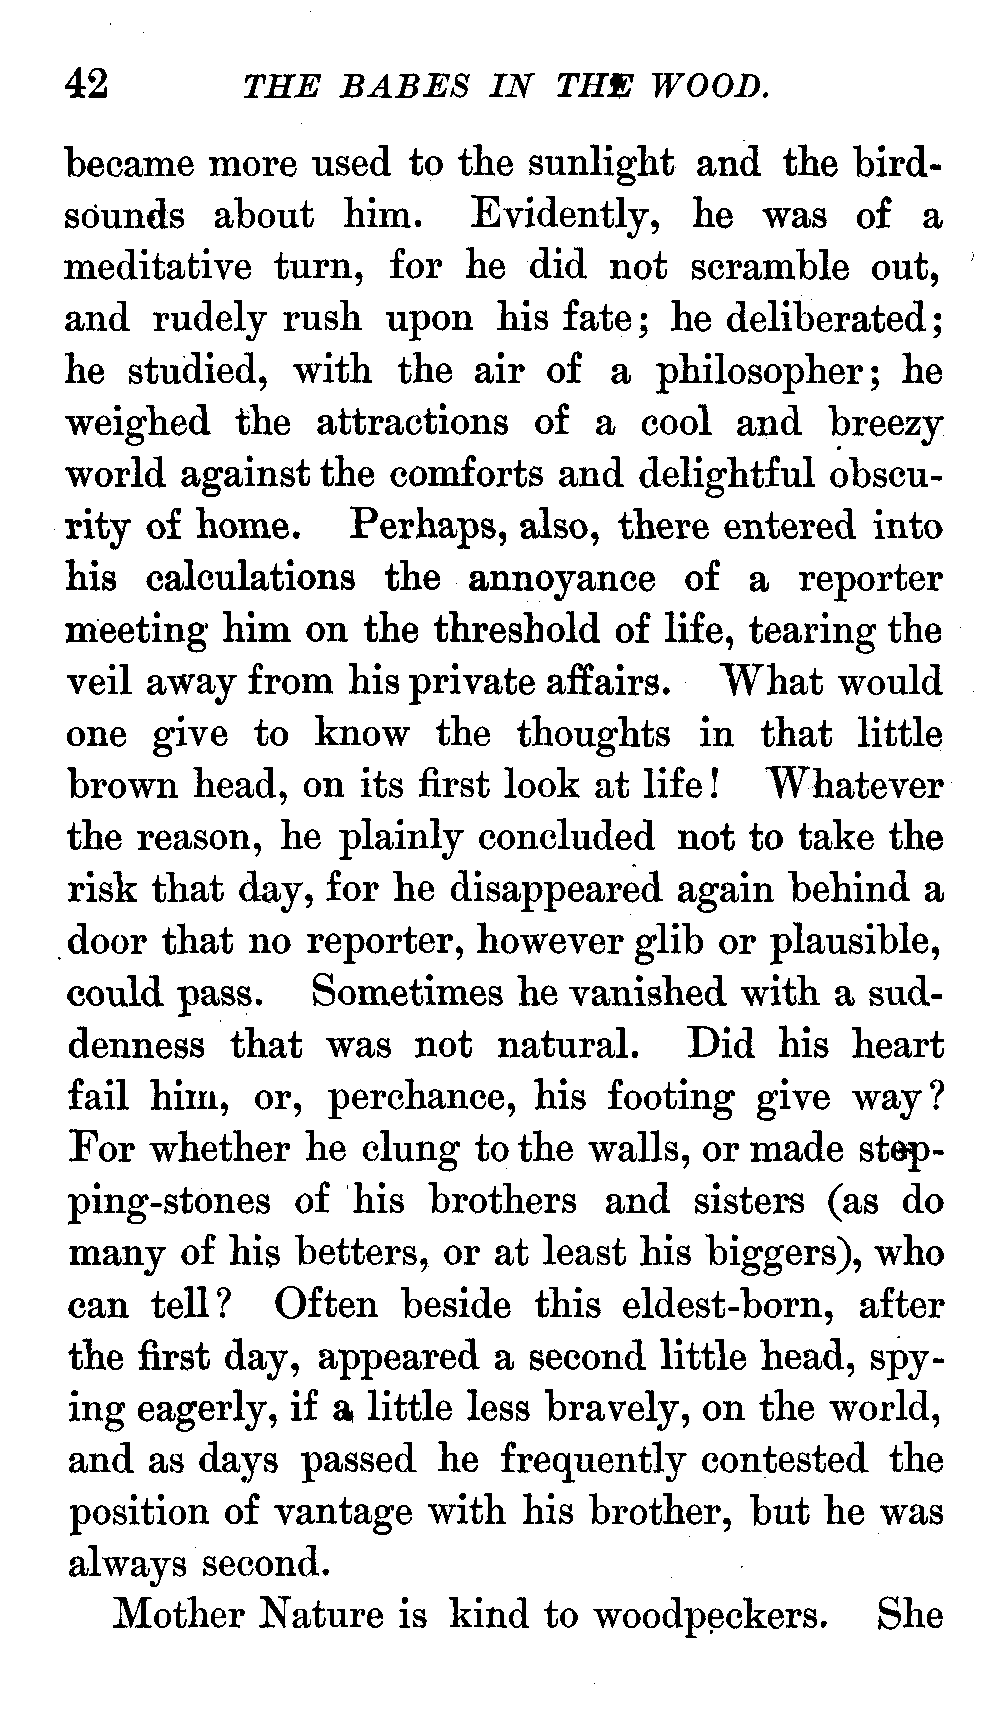 42 THE BABES IN THE WOOD.
became more used to the sunlight and the bird-
sounds about him. Evidently, he was of a
meditative turn, for he did not scramble out,
and rudely rush upon his fate; he deliberated;
he studied, with the air of a philosopher; he
weighed the attractions of a cool and breezy
world against the comforts and delightful obscu-
rity of home. Perhaps, also, there entered into
his calculations the annoyance of a reporter
meeting him on the threshold of life, tearing the
veil away from his private affairs. What would
one give to know the thoughts in that little
brown head, on its first look at life! Whatever
the reason, he plainly concluded not to take the
risk that day, for he disappeared again behind a
door that no reporter, however glib or plausible,
could pass. Sometimes he vanished with a sud-
denness that was not natural. Did his heart
fail him, or, perchance, his footing give way?
For whether he clung to the walls, or made step-
ping-stones of his brothers and sisters (as do
many of his betters, or at least his biggers), who
can tell? Often beside this eldest-born, after
the first day, appeared a second little head, spy-
ing eagerly, if a little less bravely, on the world,
and as days passed he frequently contested the
position of vantage with his brother, but he was
always second.
Mother Nature is kind to woodpeckers. She